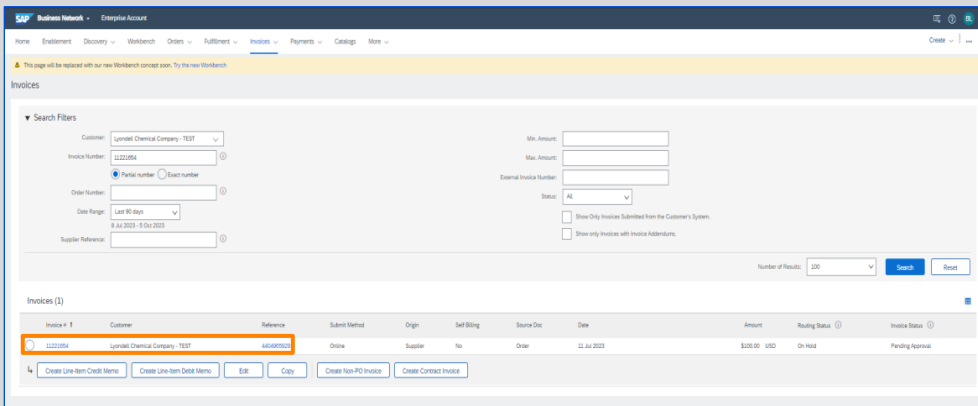 SAP Business Network Enterprise Account BL
Home Enablement Discovery Workbench Orders Fulfillment Invoices Payments Catalogs More Create
This page will be replaced with our new Workbench concept soon. Try the new Workbench
Invoices
Search Filters
Customer: Lyondell Chemical Company - TEST
Invoice Number: 11221654
Partial number Exact number
Order Number:
Date Range: Last 90 days
8 Jul 2023 - 5 Oct 2023
Supplier Reference:
Min. Amount:
Max. Amount:
External Invoice Number:
Status: All
Show Only Invoices Submitted from the Customer's System.
Show only Invoices with Invoice Addendums.
Number of Results: 100 Search Reset
Invoices (1)
Invoice # Customer Reference Submit Method Origin Self Billing Source Doc Date Amount Routing Status Invoice Status
11221654 Lyondell Chemical Company - TEST 4404865928 Online Supplier No Order 11 Jul 2023 $100.00 USD On Hold Pending Approval
Create Line-Item Credit Memo Create Line-Item Debit Memo Edit Copy Create Non-PO Invoice Create Contract Invoice